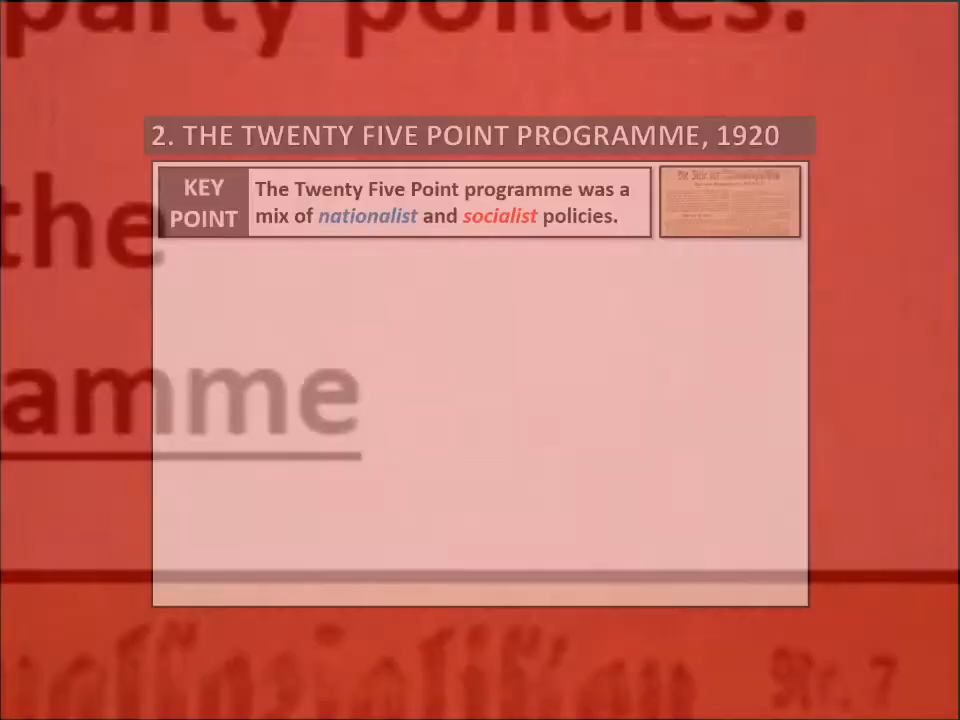 party policies.
2. THE TWENTY FIVE POINT PROGRAMME, 1920
KEY
POINT
The Twenty Five Point programme was a
mix of nationalist and socialist policies.
the
amme
Nr. 7